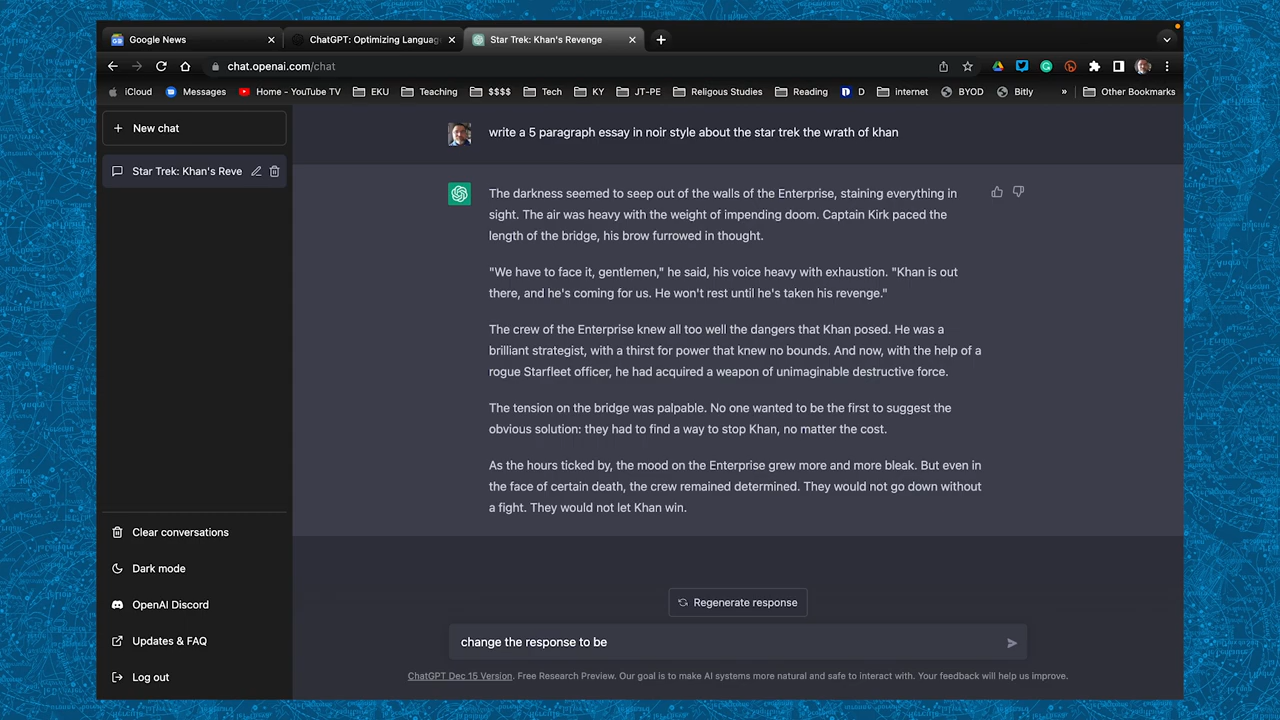 Google News
ChatGPT: Optimizing Languag
Star Trek: Khan's Revenge
chat.openai.com/chat
iCloud
Messages
Home - YouTube TV
EKU
Teaching
$$$$
Tech
KY
JT-PE
Religous Studies
Reading
D
internet
BYOD
Bitly
»
Other Bookmarks
New chat
Star Trek: Khan's Reve
write a 5 paragraph essay in noir style about the star trek the wrath of khan
The darkness seemed to seep out of the walls of the Enterprise, staining everything in
sight. The air was heavy with the weight of impending doom. Captain Kirk paced the
length of the bridge, his brow furrowed in thought.
"We have to face it, gentlemen," he said, his voice heavy with exhaustion. "Khan is out
there, and he's coming for us. He won't rest until he's taken his revenge."
The crew of the Enterprise knew all too well the dangers that Khan posed. He was a
brilliant strategist, with a thirst for power that knew no bounds. And now, with the help of a
rogue Starfleet officer, he had acquired a weapon of unimaginable destructive force.
The tension on the bridge was palpable. No one wanted to be the first to suggest the
obvious solution: they had to find a way to stop Khan, no matter the cost.
As the hours ticked by, the mood on the Enterprise grew more and more bleak. But even in
the face of certain death, the crew remained determined. They would not go down without
a fight. They would not let Khan win.
Clear conversations
Dark mode
OpenAI Discord
Updates & FAQ
Log out
Regenerate response
change the response to be
ChatGPT Dec 15 Version. Free Research Preview. Our goal is to make AI systems more natural and safe to interact with. Your feedback will help us improve.